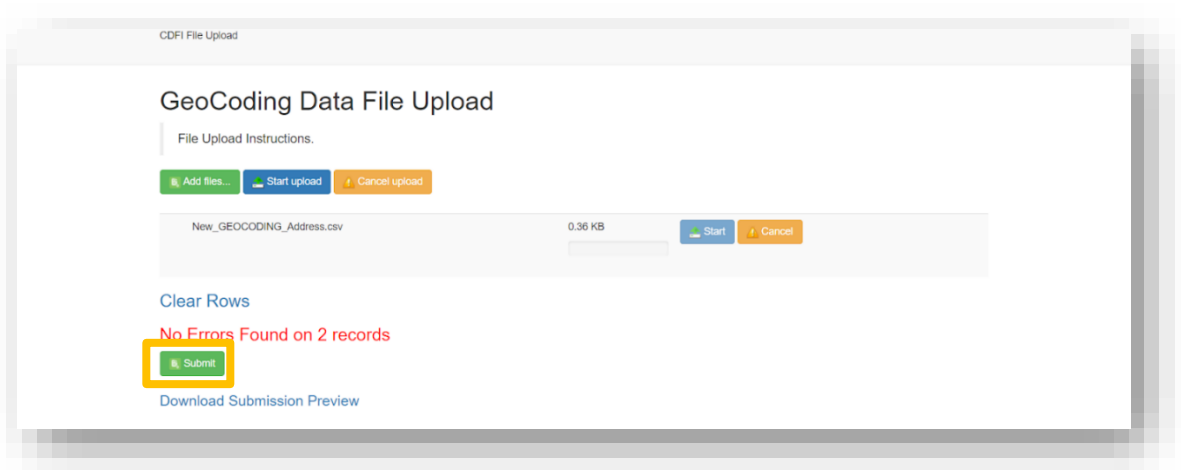 CDFI File Upload
GeoCoding Data File Upload
File Upload Instructions.
Add files... Start upload Cancel upload
New_GEOCODING_Address.csv 0.36 KB Start Cancel
Clear Rows
No Errors Found on 2 records
Submit
Download Submission Preview